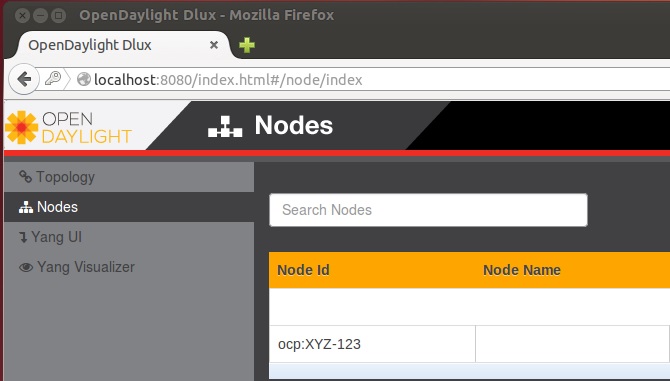 OpenDaylight Dlux - Mozilla Firefox
OpenDaylight Dlux
localhost:8080/index.html#/node/index
OPEN
DAYLIGHT
Nodes
Topology
Nodes
Yang UI
Yang Visualizer
Search Nodes
Node Id Node Name
ocp:XYZ-123